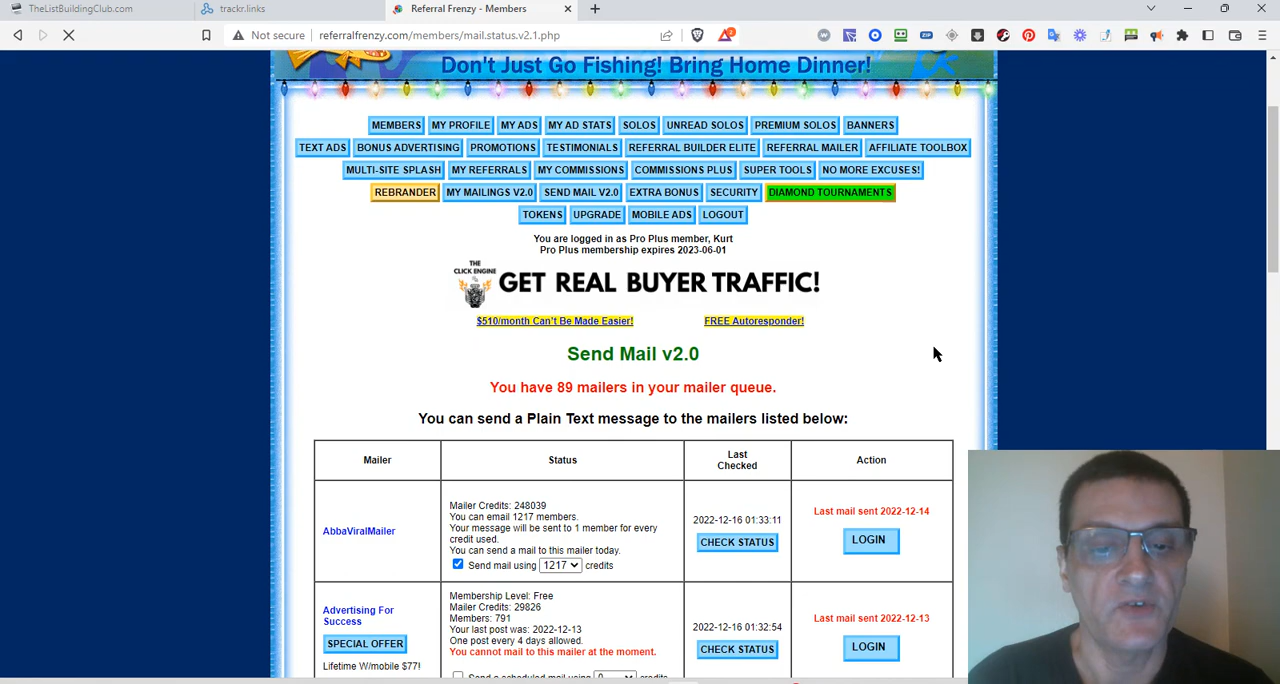 TheListBuildingClub.com
trackr.links
Referral Frenzy - Members
Not secure
referralfrenzy.com/members/mail.status.v2.1.php
Don't Just Go Fishing! Bring Home Dinner!
MEMBERS MY PROFILE MY ADS MY AD STATS SOLOS UNREAD SOLOS PREMIUM SOLOS BANNERS
TEXT ADS BONUS ADVERTISING PROMOTIONS TESTIMONIALS REFERRAL BUILDER ELITE REFERRAL MAILER AFFILIATE TOOLBOX
MULTI-SITE SPLASH MY REFERRALS MY COMMISSIONS COMMISSIONS PLUS SUPER TOOLS NO MORE EXCUSES!
REBRANDER MY MAILINGS V2.0 SEND MAIL V2.0 EXTRA BONUS SECURITY DIAMOND TOURNAMENTS
TOKENS UPGRADE MOBILE ADS LOGOUT
You are logged in as Pro Plus member, Kurt
Pro Plus membership expires 2023-06-01
THE
CLICK ENGINE
GET REAL BUYER TRAFFIC!
$510/month Can't Be Made Easier!
FREE Autoresponder!
Send Mail v2.0
You have 89 mailers in your mailer queue.
You can send a Plain Text message to the mailers listed below:
Mailer
Status
Last
Checked
Action
AbbaViralMailer
Mailer Credits: 248039
You can email 1217 members.
Your message will be sent to 1 member for every
credit used.
You can send a mail to this mailer today.
Send mail using 1217 credits
2022-12-16 01:33:11
CHECK STATUS
Last mail sent 2022-12-14
LOGIN
Advertising For
Success
SPECIAL OFFER
Lifetime W/mobile $77!
Membership Level: Free
Mailer Credits: 29826
Members: 791
Your last post was: 2022-12-13
One post every 4 days allowed.
You cannot mail to this mailer at the moment.
Send a scheduled mail using 0 credits
2022-12-16 01:32:54
CHECK STATUS
Last mail sent 2022-12-13
LOGIN